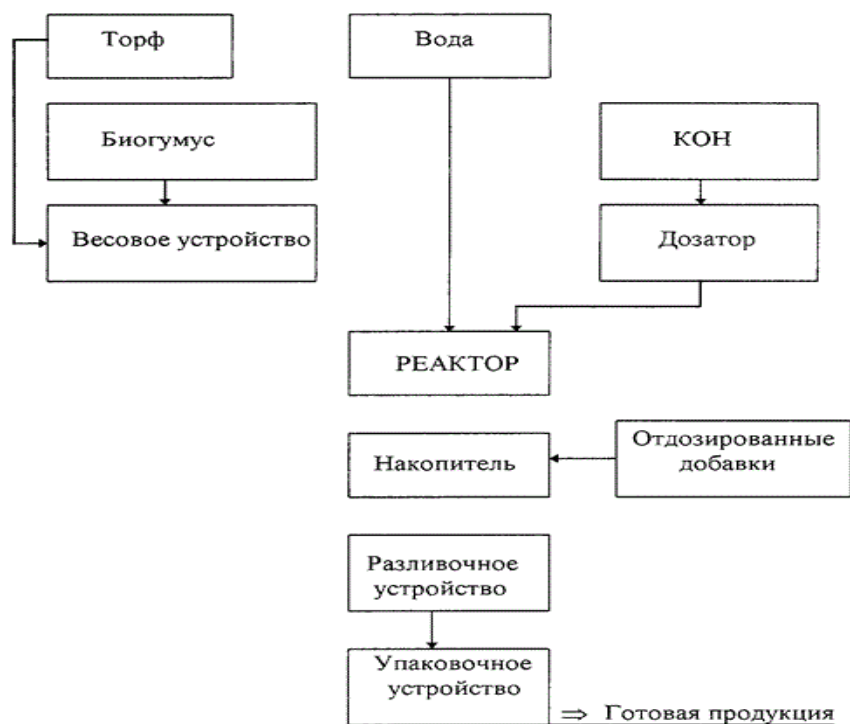 Торф
Вода
Биогумус
КОН
Весовое устройство
Дозатор
РЕАКТОР
Накопитель
Отдозированные
добавки
Разливочное
устройство
Упаковочное
устройство
⇒ Готовая продукция